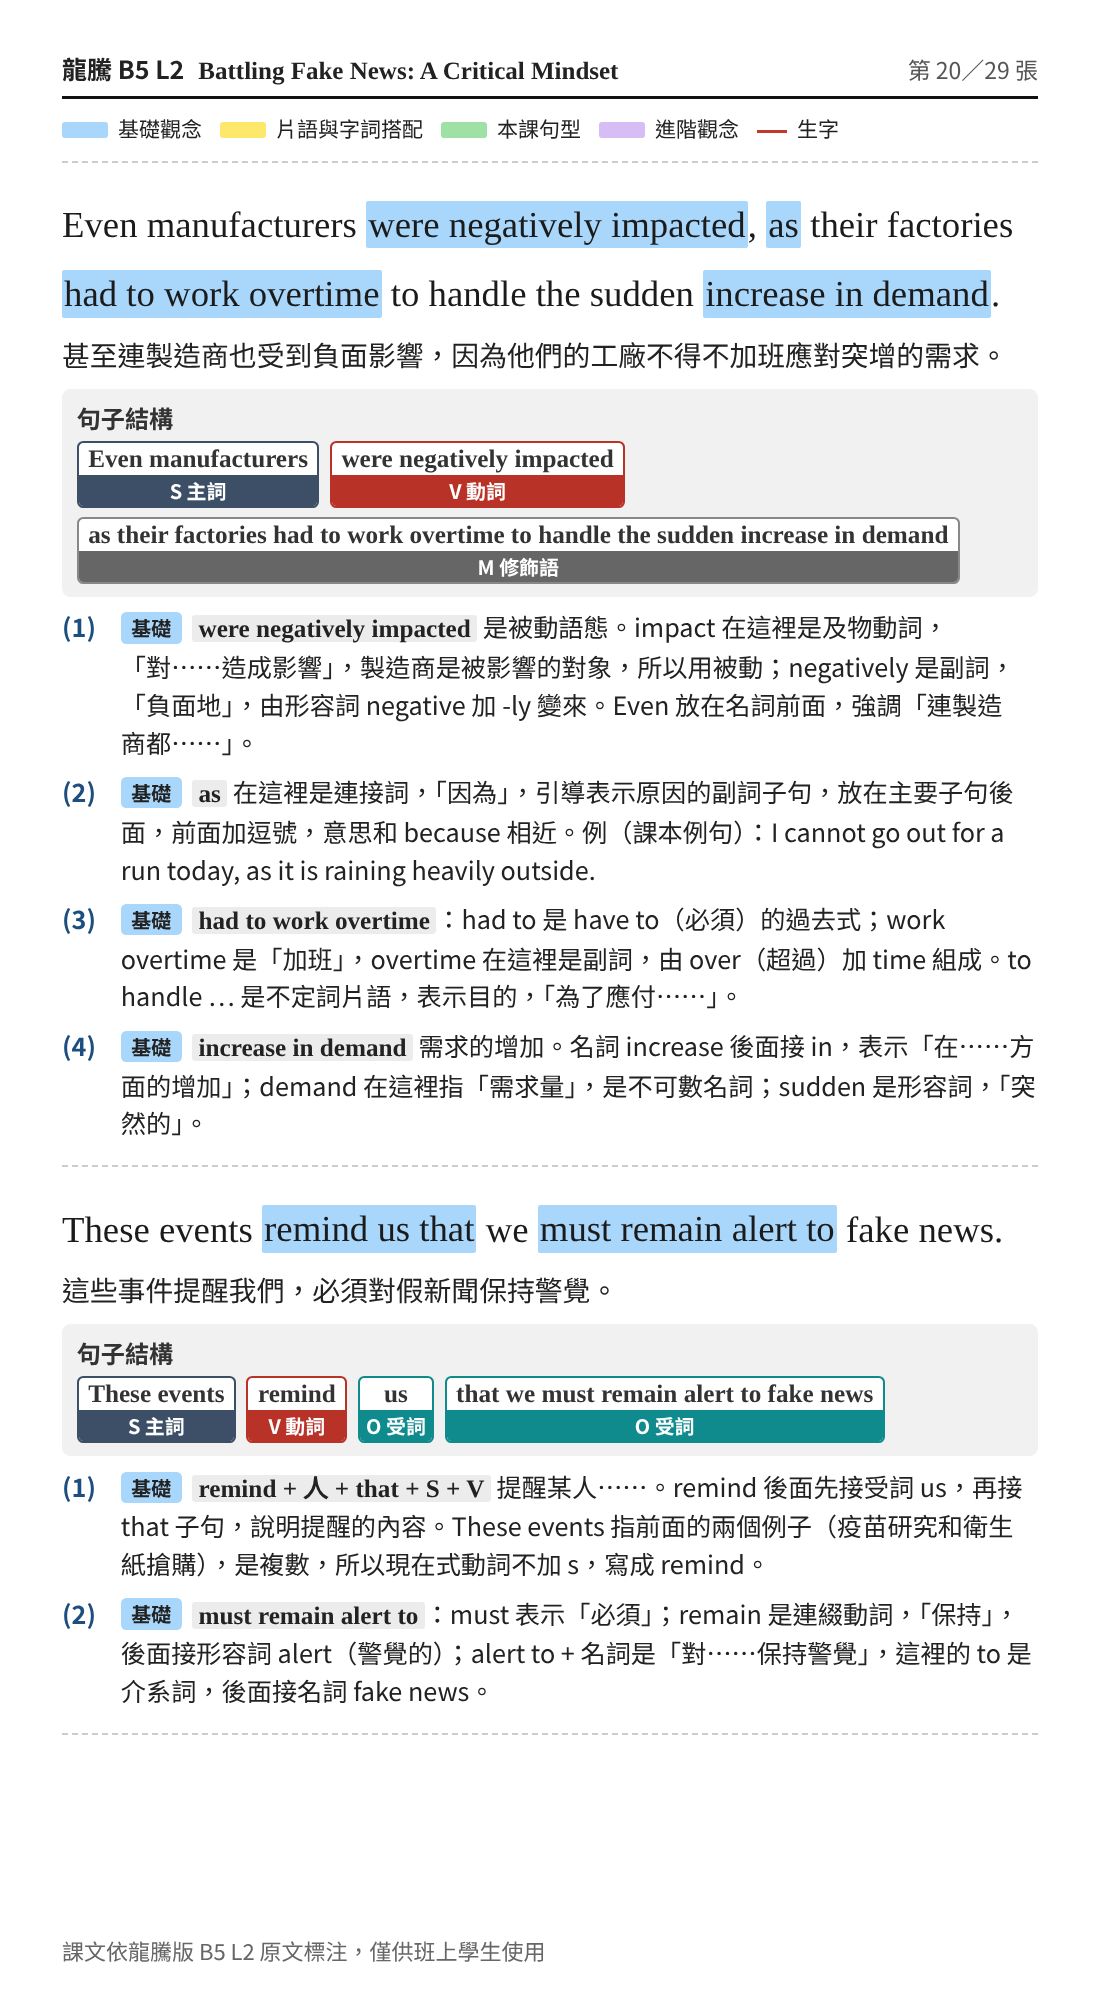 龍騰 B5 L2 Battling Fake News: A Critical Mindset 第 20／29 張
基礎觀念 片語與字詞搭配 本課句型 進階觀念 生字
Even manufacturers were negatively impacted, as their factories
had to work overtime to handle the sudden increase in demand.
甚至連製造商也受到負面影響，因為他們的工廠不得不加班應對突增的需求。
句子結構
Even manufacturers were negatively impacted
S 主詞 V 動詞
as their factories had to work overtime to handle the sudden increase in demand
M 修飾語
(1) 基礎 were negatively impacted 是被動語態。impact 在這裡是及物動詞，
「對……造成影響」，製造商是被影響的對象，所以用被動；negatively 是副詞，
「負面地」，由形容詞 negative 加 -ly 變來。Even 放在名詞前面，強調「連製造
商都……」。
(2) 基礎 as 在這裡是連接詞，「因為」，引導表示原因的副詞子句，放在主要子句後
面，前面加逗號，意思和 because 相近。例（課本例句）：I cannot go out for a
run today, as it is raining heavily outside.
(3) 基礎 had to work overtime：had to 是 have to（必須）的過去式；work
overtime 是「加班」，overtime 在這裡是副詞，由 over（超過）加 time 組成。to
handle … 是不定詞片語，表示目的，「為了應付……」。
(4) 基礎 increase in demand 需求的增加。名詞 increase 後面接 in，表示「在……方
面的增加」；demand 在這裡指「需求量」，是不可數名詞；sudden 是形容詞，「突
然的」。
These events remind us that we must remain alert to fake news.
這些事件提醒我們，必須對假新聞保持警覺。
句子結構
These events remind us that we must remain alert to fake news
S 主詞 V 動詞 O 受詞 O 受詞
(1) 基礎 remind + 人 + that + S + V 提醒某人……。remind 後面先接受詞 us，再接
that 子句，說明提醒的內容。These events 指前面的兩個例子（疫苗研究和衛生
紙搶購），是複數，所以現在式動詞不加 s，寫成 remind。
(2) 基礎 must remain alert to：must 表示「必須」；remain 是連綴動詞，「保持」，
後面接形容詞 alert（警覺的）；alert to + 名詞是「對……保持警覺」，這裡的 to 是
介系詞，後面接名詞 fake news。
課文依龍騰版 B5 L2 原文標注，僅供班上學生使用